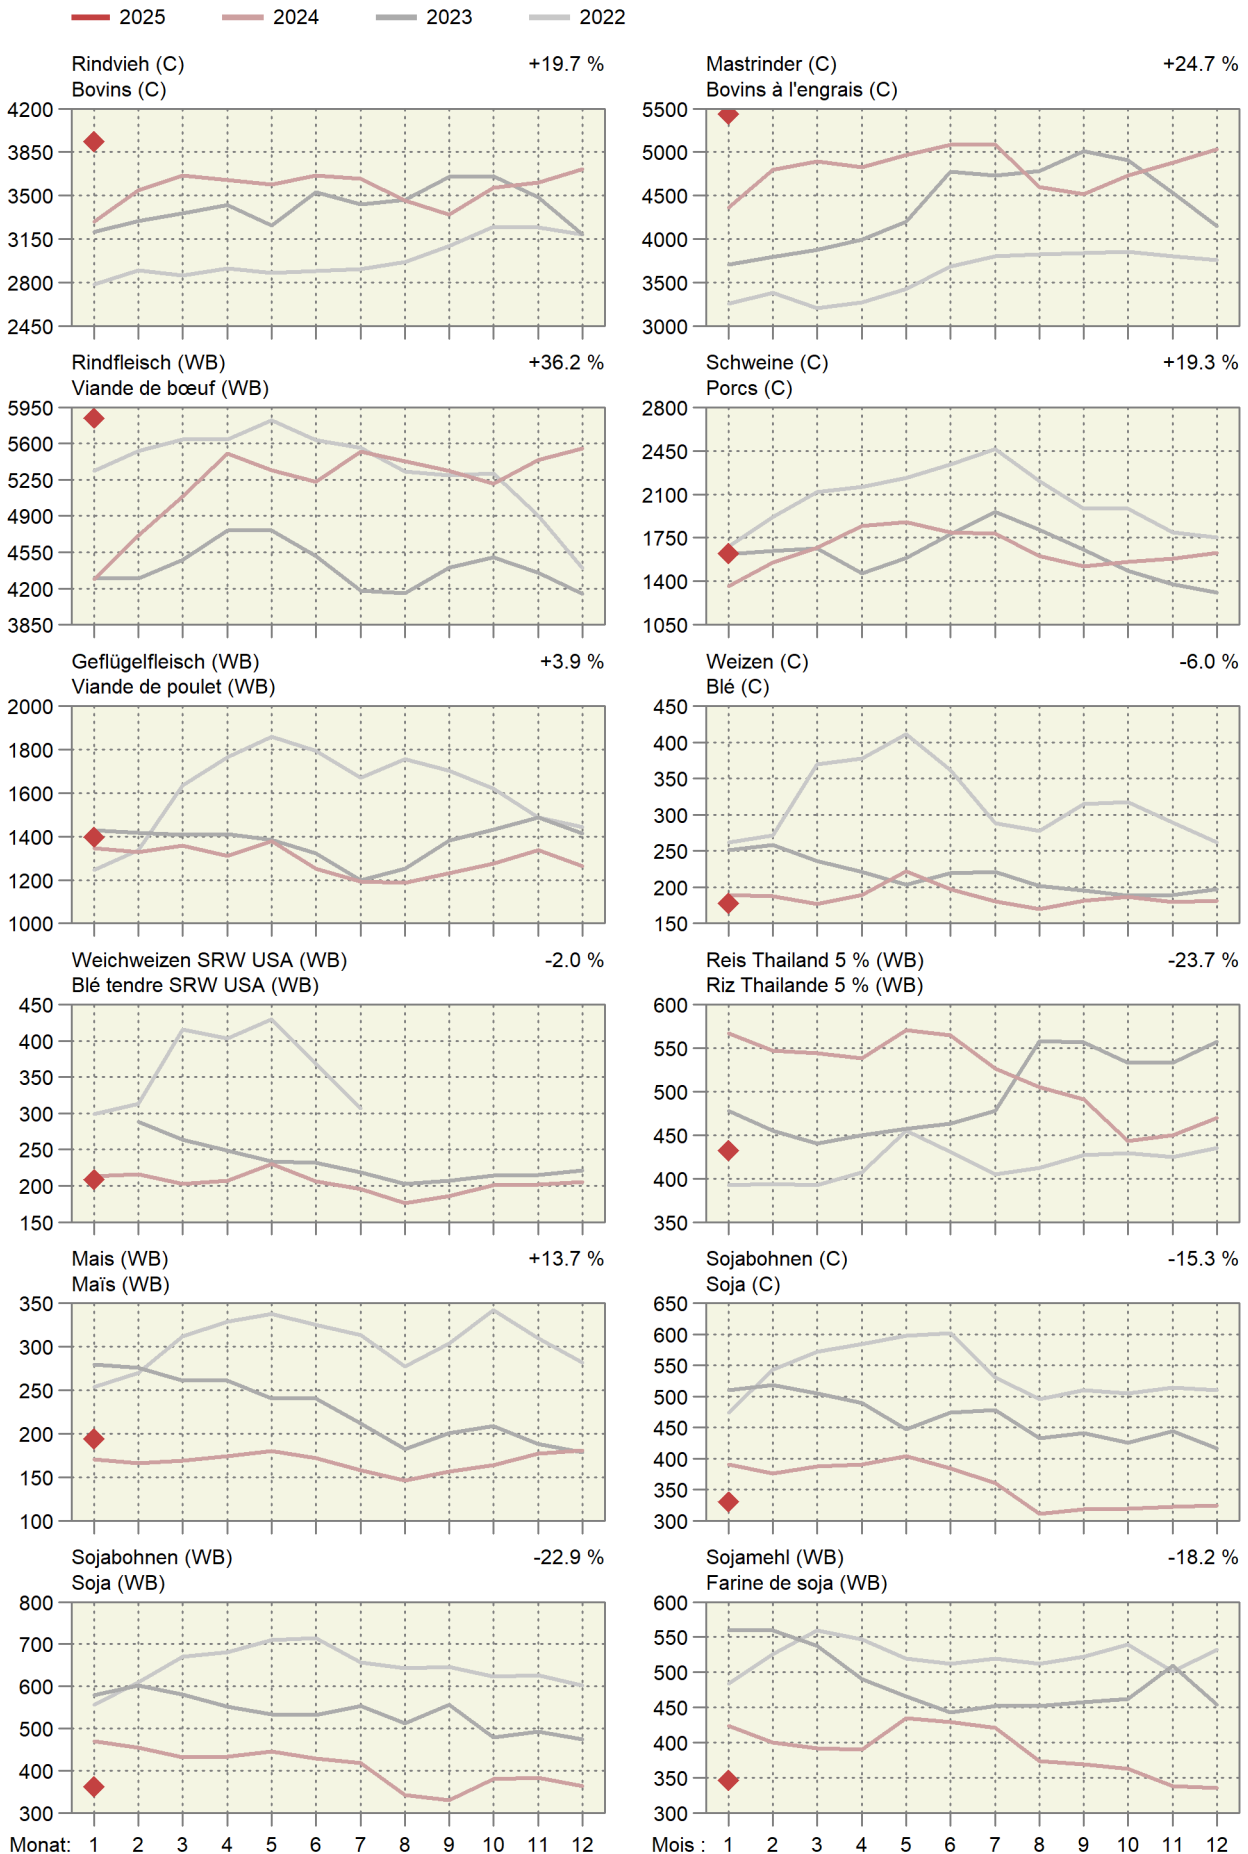 2025 2024 2023 2022
Rindvieh (C) +19.7 %
Bovins (C)
4200
3850
3500
3150
2800
2450
Mastrinder (C) +24.7 %
Bovins à l'engrais (C)
5500
5000
4500
4000
3500
3000
Rindfleisch (WB) +36.2 %
Viande de bœuf (WB)
5950
5600
5250
4900
4550
4200
3850
Schweine (C) +19.3 %
Porcs (C)
2800
2450
2100
1750
1400
1050
Geflügelfleisch (WB) +3.9 %
Viande de poulet (WB)
2000
1800
1600
1400
1200
1000
Weizen (C) -6.0 %
Blé (C)
450
400
350
300
250
200
150
Weichweizen SRW USA (WB) -2.0 %
Blé tendre SRW USA (WB)
450
400
350
300
250
200
150
Reis Thailand 5 % (WB) -23.7 %
Riz Thailande 5 % (WB)
600
550
500
450
400
350
Mais (WB) +13.7 %
Maïs (WB)
350
300
250
200
150
100
Sojabohnen (C) -15.3 %
Soja (C)
650
600
550
500
450
400
350
300
Sojabohnen (WB) -22.9 %
Soja (WB)
800
700
600
500
400
300
Monat: 1 2 3 4 5 6 7 8 9 10 11 12
Sojamehl (WB) -18.2 %
Farine de soja (WB)
600
550
500
450
400
350
300
Mois : 1 2 3 4 5 6 7 8 9 10 11 12